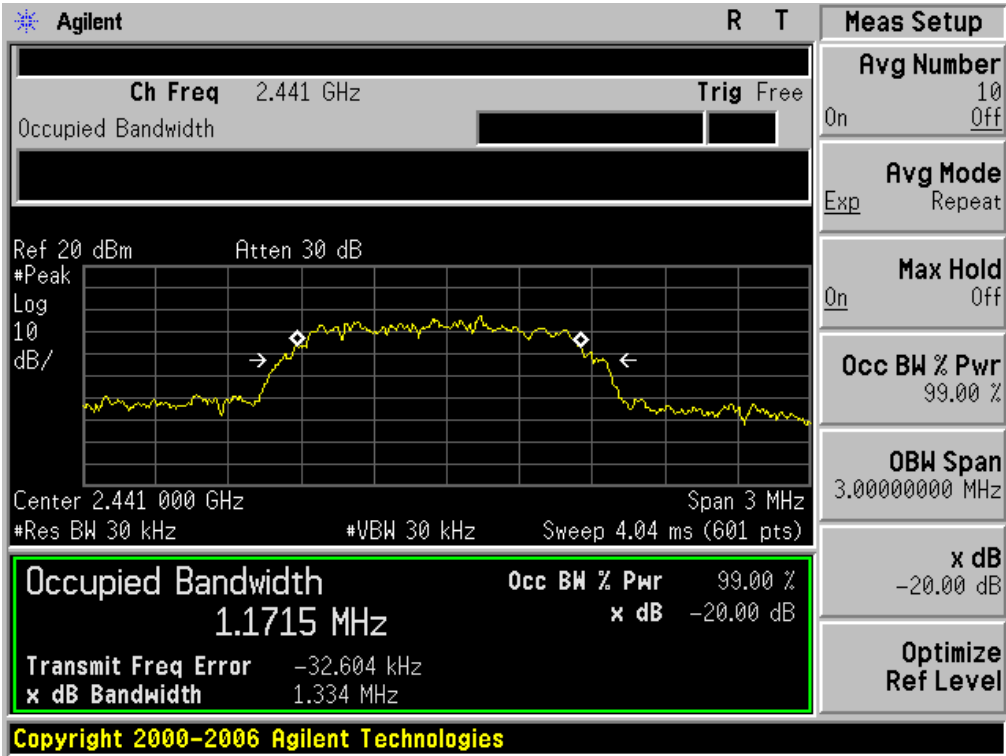 Agilent R T
Ch Freq 2.441 GHz Trig Free
Occupied Bandwidth
Ref 20 dBm Atten 30 dB
#Peak
Log
10
dB/
Center 2.441 000 GHz Span 3 MHz
#Res BW 30 kHz #VBW 30 kHz Sweep 4.04 ms (601 pts)
Occupied Bandwidth Occ BW % Pwr 99.00 %
1.1715 MHz x dB -20.00 dB
Transmit Freq Error -32.604 kHz
x dB Bandwidth 1.334 MHz
Copyright 2000-2006 Agilent Technologies
Meas Setup
Avg Number
10
On Off
Avg Mode
Exp Repeat
Max Hold
On Off
Occ BW % Pwr
99.00 %
OBW Span
3.00000000 MHz
x dB
-20.00 dB
Optimize
Ref Level